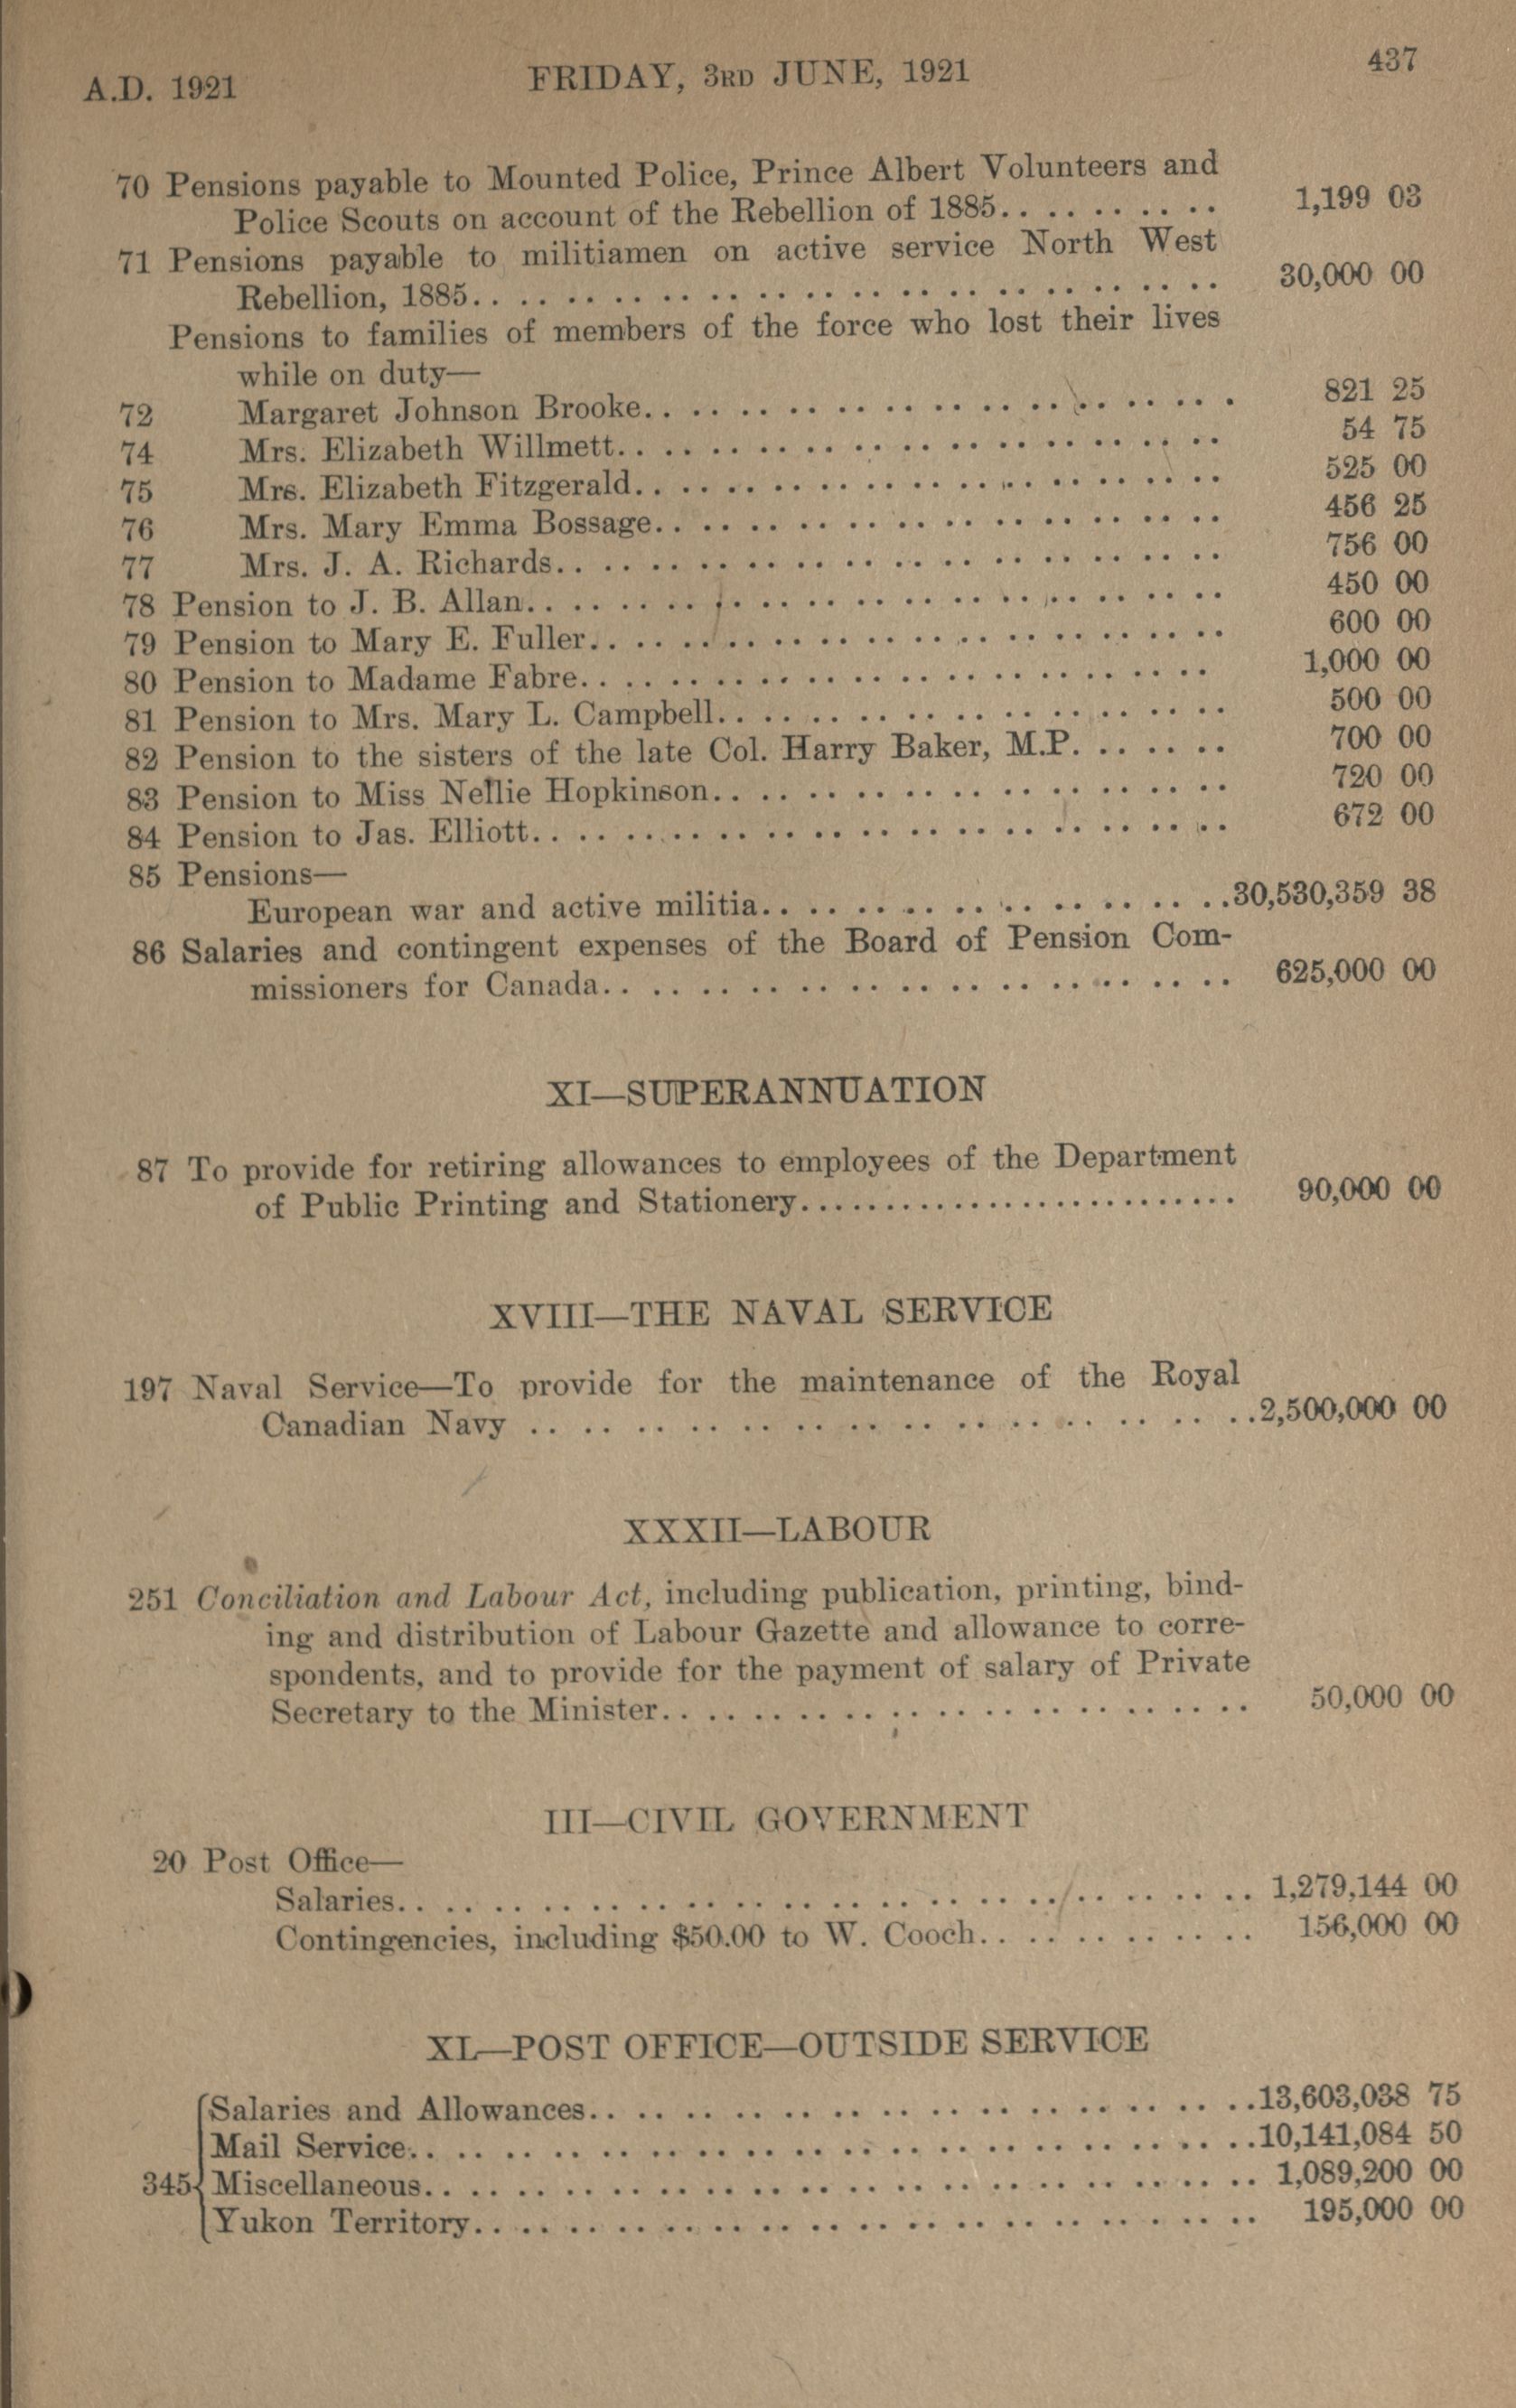 A.D. 1921 FRIDAY, 3RD JUNE, 1921 437
70 Pensions payable to Mounted Police, Prince Albert Volunteers and
Police Scouts on account of the Rebellion of 1885.. .. .. .. .. 1,199 03
71 Pensions payable to militiamen on active service North West
Rebellion, 1885.. .. .. .. .. .. .. .. .. .. .. .. .. .. .. .. 30,000 00
Pensions to families of members of the force who lost their lives
while on duty—
72 Margaret Johnson Brooke.. .. .. .. .. .. .. .. .. .. .. .. .. 821 25
74 Mrs. Elizabeth Willmett.. .. .. .. .. .. .. .. .. .. .. .. .. 54 75
75 Mrs. Elizabeth Fitzgerald.. .. .. .. .. .. .. .. .. .. .. .. .. 525 00
76 Mrs. Mary Emma Bossage.. .. .. .. .. .. .. .. .. .. .. .. 456 25
77 Mrs. J. A. Richards.. .. .. .. .. .. .. .. .. .. .. .. .. .. 756 00
78 Pension to J. B. Allan.. .. .. .. .. .. .. .. .. .. .. .. .. .. .. 450 00
79 Pension to Mary E. Fuller.. .. .. .. .. .. .. .. .. .. .. .. .. .. 600 00
80 Pension to Madame Fabre.. .. .. .. .. .. .. .. .. .. .. .. .. .. 1,000 00
81 Pension to Mrs. Mary L. Campbell.. .. .. .. .. .. .. .. .. .. .. 500 00
82 Pension to the sisters of the late Col. Harry Baker, M.P. .. .. .. 700 00
83 Pension to Miss Nellie Hopkinson.. .. .. .. .. .. .. .. .. .. .. 720 00
84 Pension to Jas. Elliott.. .. .. .. .. .. .. .. .. .. .. .. .. .. .. 672 00
85 Pensions—
European war and active militia.. .. .. .. .. .. .. .. .. ..30,530,359 38
86 Salaries and contingent expenses of the Board of Pension Com-
missioners for Canada.. .. .. .. .. .. .. .. .. .. .. .. .. 625,000 00
XI—SUPERANNUATION
87 To provide for retiring allowances to employees of the Department
of Public Printing and Stationery.......................... 90,000 00
XVIII—THE NAVAL SERVICE
197 Naval Service—To provide for the maintenance of the Royal
Canadian Navy .. .. .. .. .. .. .. .. .. .. .. .. .. ..2,500,000 00
XXXII—LABOUR
251 Conciliation and Labour Act, including publication, printing, bind-
ing and distribution of Labour Gazette and allowance to corre-
spondents, and to provide for the payment of salary of Private
Secretary to the Minister.. .. .. .. .. .. .. .. .. .. .. .. .. 50,000 00
III—CIVIL GOVERNMENT
20 Post Office—
Salaries.. .. .. .. .. .. .. .. .. .. .. .. .. .. .. .. .. .. 1,279,144 00
Contingencies, including $50.00 to W. Cooch.. .. .. .. .. .. 156,000 00
XL—POST OFFICE—OUTSIDE SERVICE
Salaries and Allowances.. .. .. .. .. .. .. .. .. .. .. .. .. ..13,603,038 75
Mail Service.. .. .. .. .. .. .. .. .. .. .. .. .. .. .. .. .. ..10,141,084 50
345 Miscellaneous.. .. .. .. .. .. .. .. .. .. .. .. .. .. .. .. .. .. 1,089,200 00
Yukon Territory.. .. .. .. .. .. .. .. .. .. .. .. .. .. .. .. .. 195,000 00